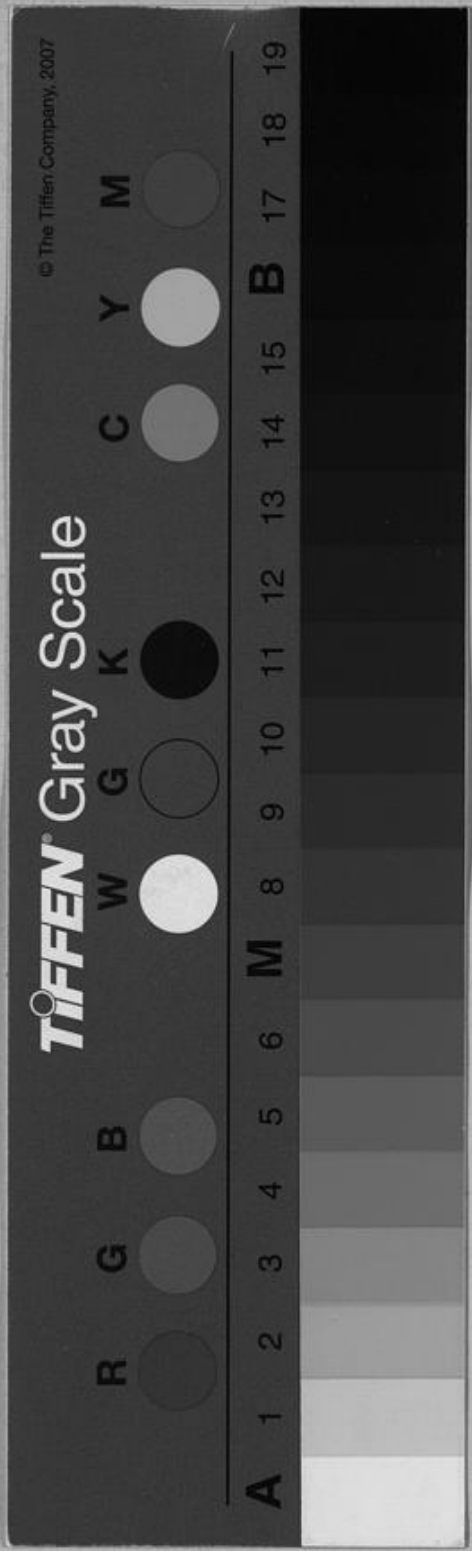 TIFFEN® Gray Scale
© The Tiffen Company, 2007
R G B W G K C Y M
A 1 2 3 4 5 6 M 8 9 10 11 12 13 14 15 B 17 18 19